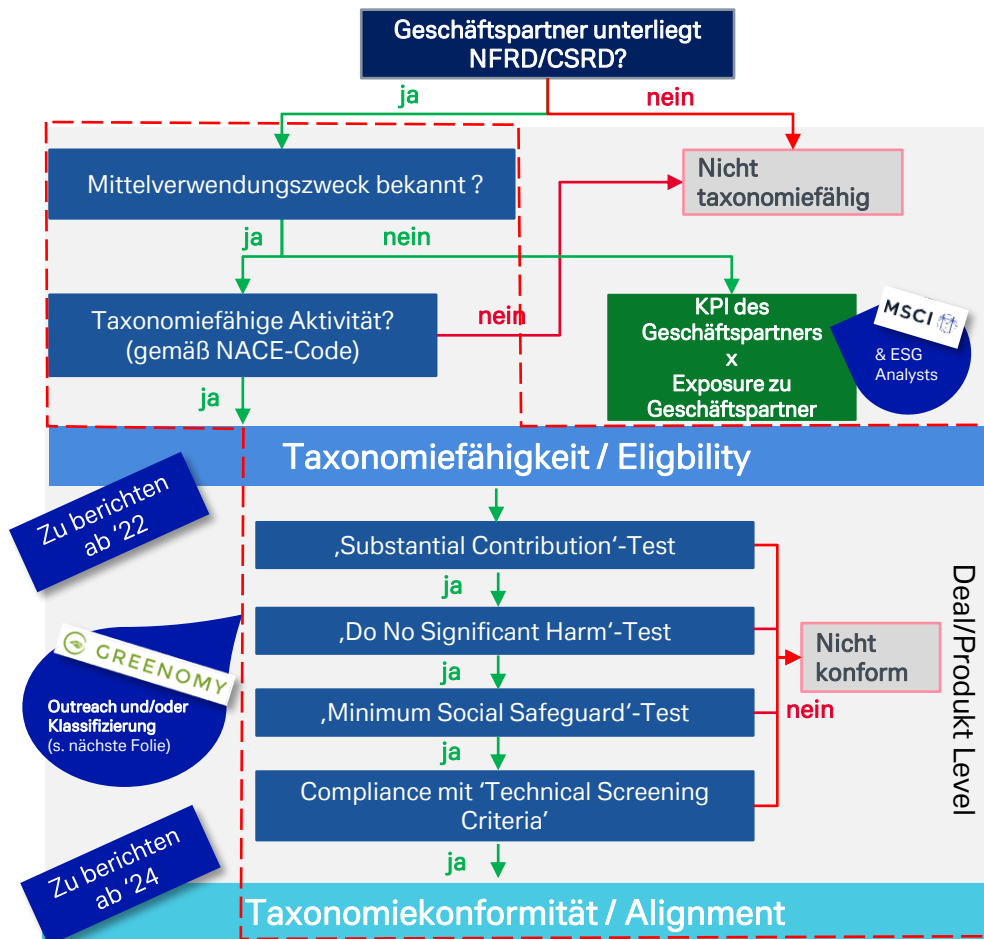 Geschäftspartner unterliegt
NFRD/CSRD?
ja
nein
Mittelverwendungszweck bekannt ?
Nicht
taxonomiefähig
ja
nein
Taxonomiefähige Aktivität?
(gemäß NACE-Code)
nein
KPI des
Geschäftspartners
x
Exposure zu
Geschäftspartner
MSCI
& ESG
Analysts
ja
Taxonomiefähigkeit / Eligbility
Zu berichten
ab ‘22
‚Substantial Contribution‘-Test
ja
‚Do No Significant Harm‘-Test
ja
‚Minimum Social Safeguard‘-Test
ja
Compliance mit ‘Technical Screening
Criteria’
ja
Nicht
konform
nein
Deal/Produkt Level
GREENOMY
Outreach und/oder
Klassifizierung
(s. nächste Folie)
Zu berichten
ab ‘24
Taxonomiekonformität / Alignment